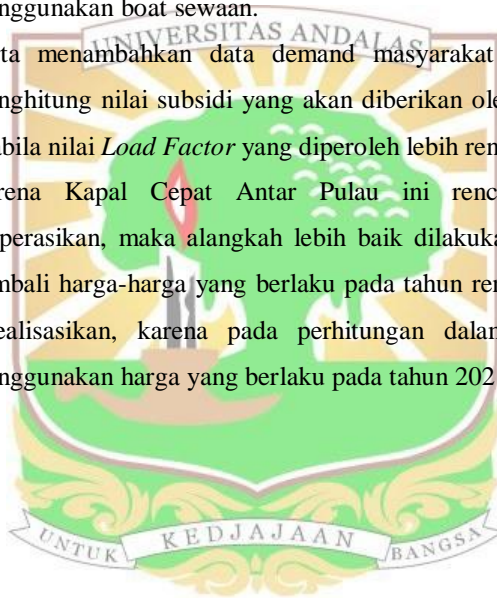 nggunakan boat sewaan.
UNIVERSITAS ANDALAS
ta menambahkan data demand masyarakat
nghitung nilai subsidi yang akan diberikan ole
bila nilai Load Factor yang diperoleh lebih ren
rena Kapal Cepat Antar Pulau ini renc
perasikan, maka alangkah lebih baik dilakuka
mbali harga-harga yang berlaku pada tahun ren
ealisasikan, karena pada perhitungan dalan
nggunakan harga yang berlaku pada tahun 202
UNTUK KEDJAJAAN BANGSA